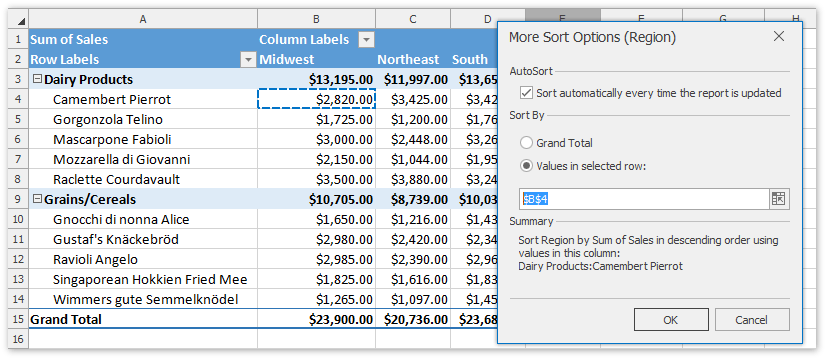 A B C D E F G H
1 Sum of Sales Column Labels
2 Row Labels Midwest Northeast South
3 Dairy Products $13,195.00 $11,997.00 $13,65
4 Camembert Pierrot $2,820.00 $3,425.00 $3,42
5 Gorgonzola Telino $1,725.00 $1,200.00 $1,76
6 Mascarpone Fabioli $3,000.00 $2,448.00 $3,26
7 Mozzarella di Giovanni $2,150.00 $1,044.00 $1,95
8 Raclette Courdavault $3,500.00 $3,880.00 $3,24
9 Grains/Cereals $10,705.00 $8,739.00 $10,03
10 Gnocchi di nonna Alice $1,650.00 $1,216.00 $1,43
11 Gustaf's Knäckebröd $2,980.00 $2,420.00 $2,34
12 Ravioli Angelo $2,985.00 $2,390.00 $2,96
13 Singaporean Hokkien Fried Mee $1,825.00 $1,616.00 $1,83
14 Wimmers gute Semmelknödel $1,265.00 $1,097.00 $1,45
15 Grand Total $23,900.00 $20,736.00 $23,68
16
More Sort Options (Region)
AutoSort
Sort automatically every time the report is updated
Sort By
Grand Total
Values in selected row:
$B$4
Summary
Sort Region by Sum of Sales in descending order using
values in this column:
Dairy Products:Camembert Pierrot
OK Cancel